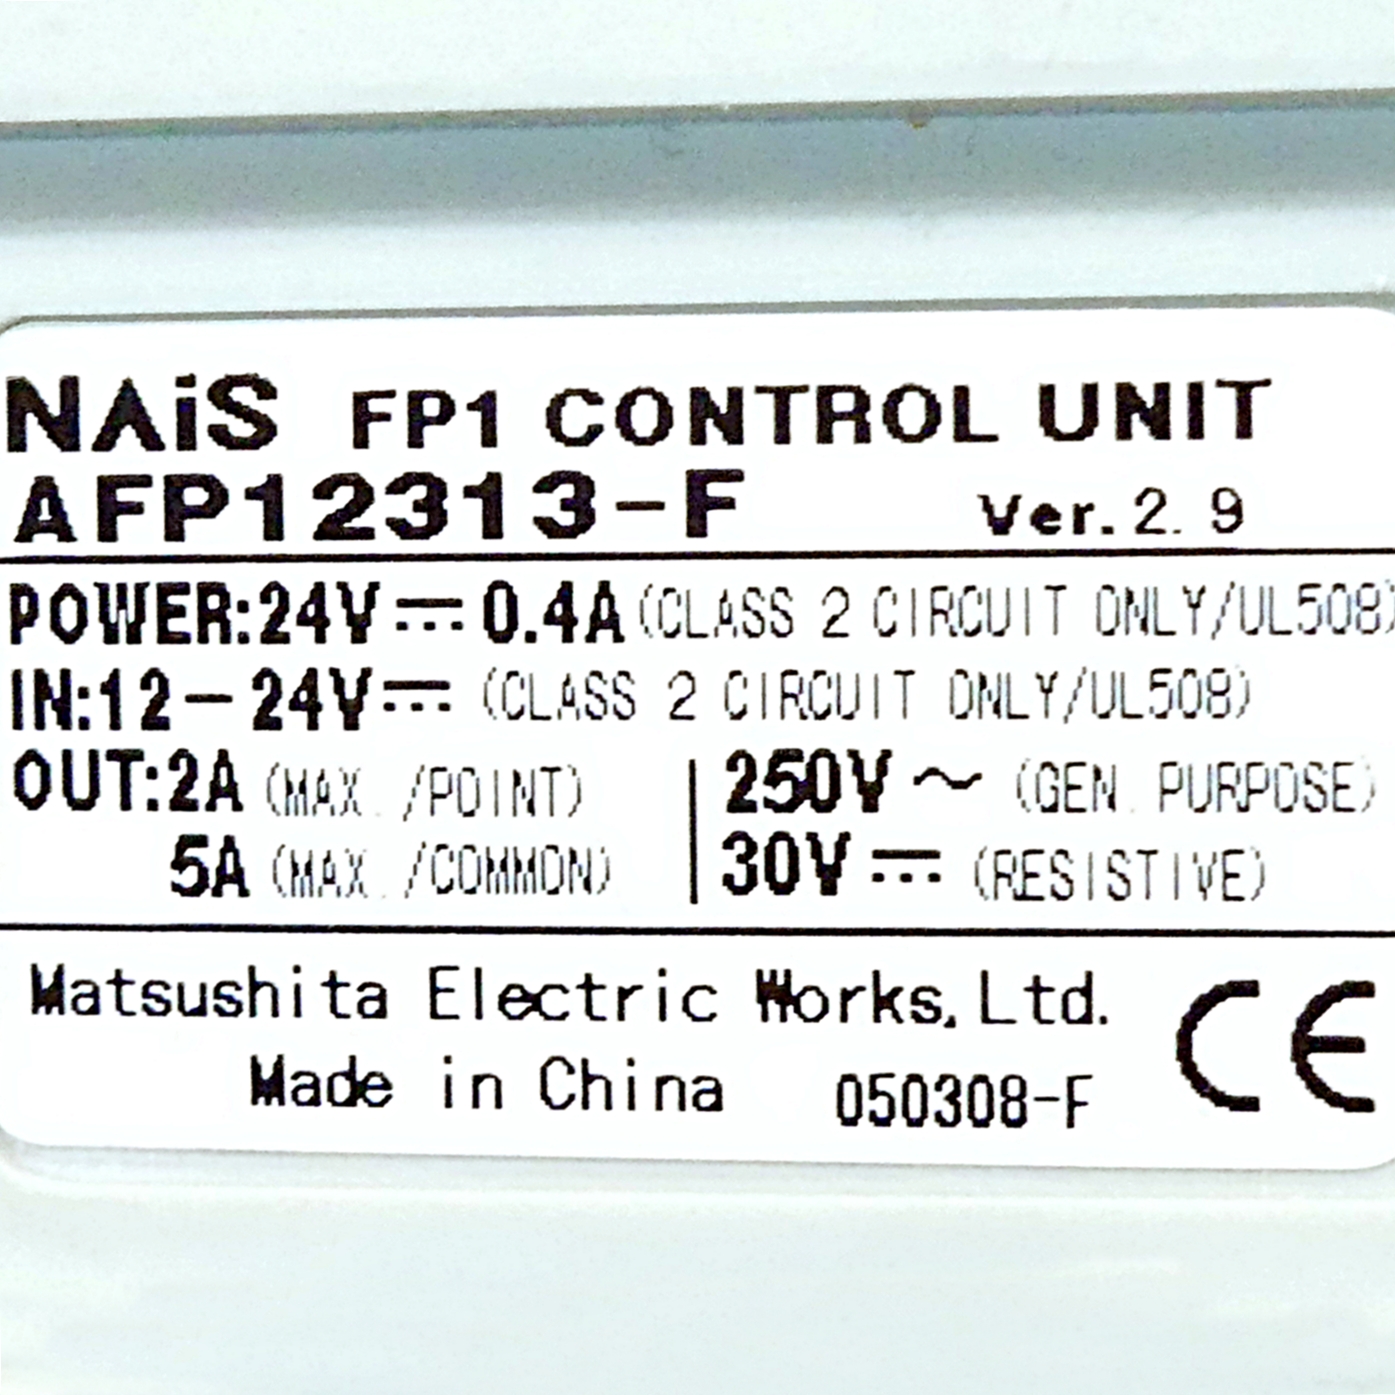 NAiS FP1 CONTROL UNIT
AFP12313-F Ver.2.9
POWER:24V⎓0.4A(CLASS 2 CIRCUIT ONLY/UL508)
IN:12-24V⎓ (CLASS 2 CIRCUIT ONLY/UL508)
OUT:2A (MAX./POINT) | 250V~ (GEN. PURPOSE)
5A (MAX./COMMON) | 30V⎓ (RESISTIVE)
Matsushita Electric Works,Ltd. CE
Made in China 050308-F